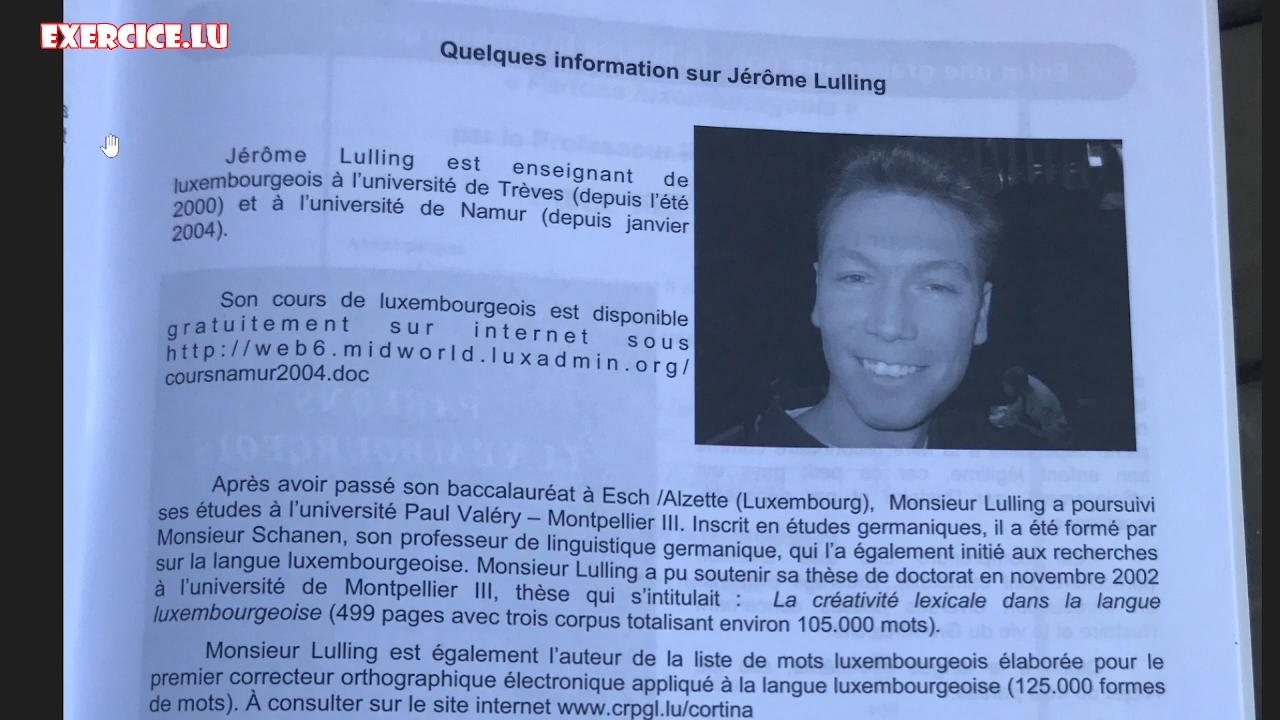 EXERCICE.LU
Quelques information sur Jérôme Lulling
Jérôme Lulling est enseignant de
luxembourgeois à l'université de Trèves (depuis l'été
2000) et à l'université de Namur (depuis janvier
2004).
Son cours de luxembourgeois est disponible
gratuitement sur internet sous
http://web6.midworld.luxadmin.org/
coursnamur2004.doc
Après avoir passé son baccalauréat à Esch /Alzette (Luxembourg), Monsieur Lulling a poursuivi
ses études à l'université Paul Valéry – Montpellier III. Inscrit en études germaniques, il a été formé par
Monsieur Schanen, son professeur de linguistique germanique, qui l'a également initié aux recherches
sur la langue luxembourgeoise. Monsieur Lulling a pu soutenir sa thèse de doctorat en novembre 2002
à l'université de Montpellier III, thèse qui s'intitulait : La créativité lexicale dans la langue
luxembourgeoise (499 pages avec trois corpus totalisant environ 105.000 mots).
Monsieur Lulling est également l'auteur de la liste de mots luxembourgeois élaborée pour le
premier correcteur orthographique électronique appliqué à la langue luxembourgeoise (125.000 formes
de mots). À consulter sur le site internet www.crpgl.lu/cortina